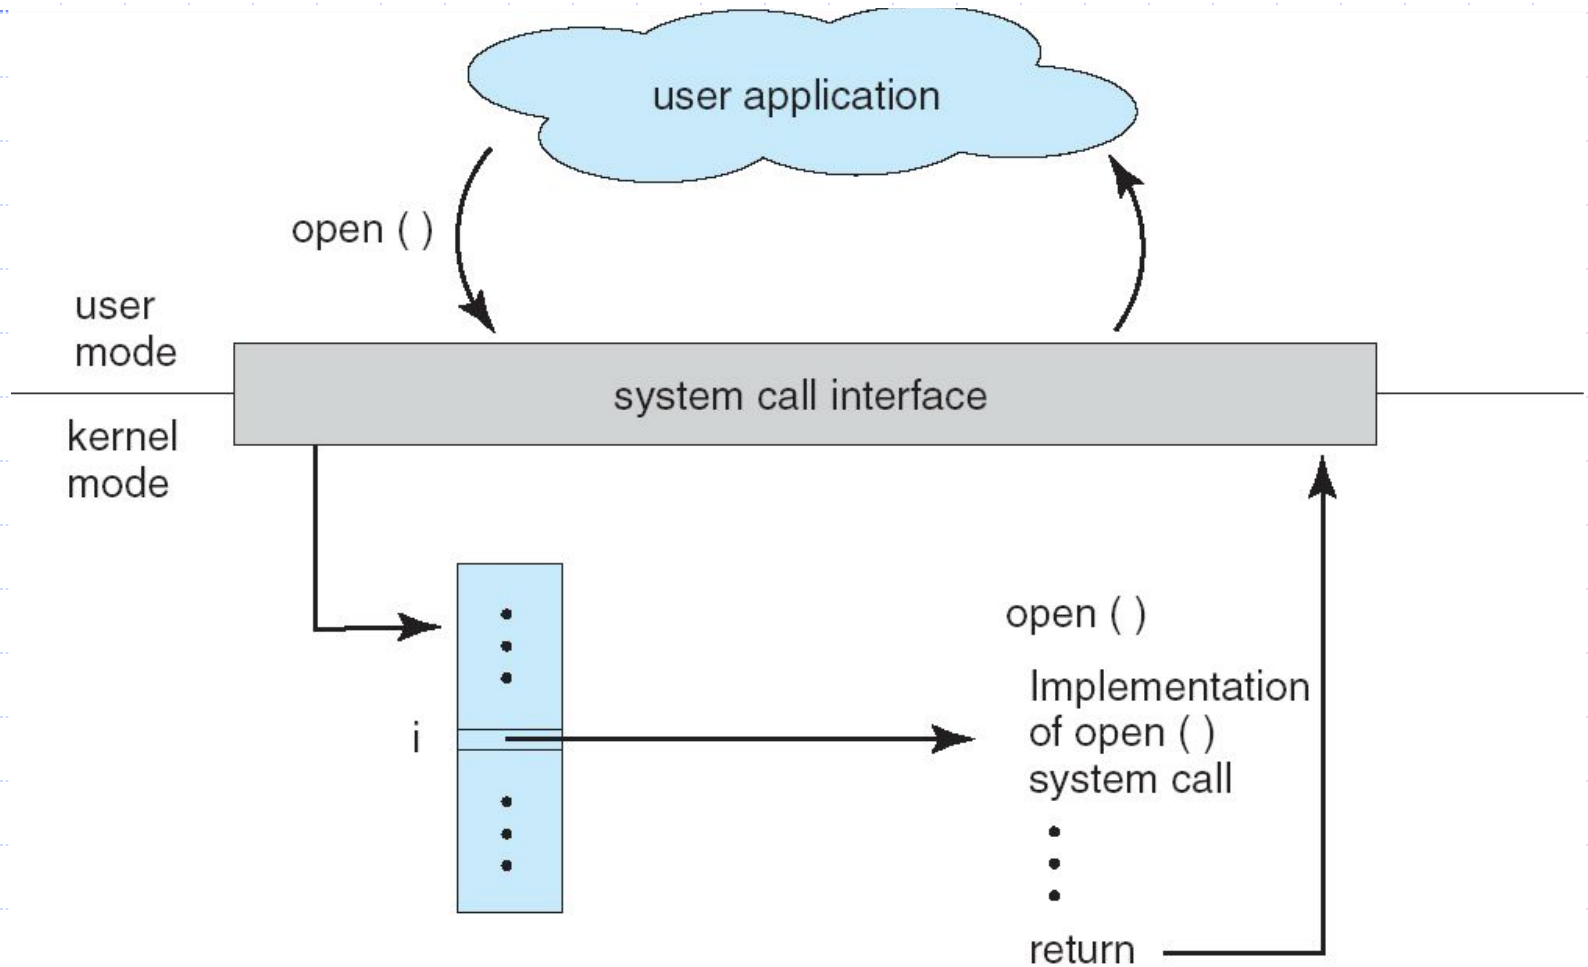 user application
open ( )
user
mode
system call interface
kernel
mode
open ( )
Implementation
i
of open ( )
system call
return